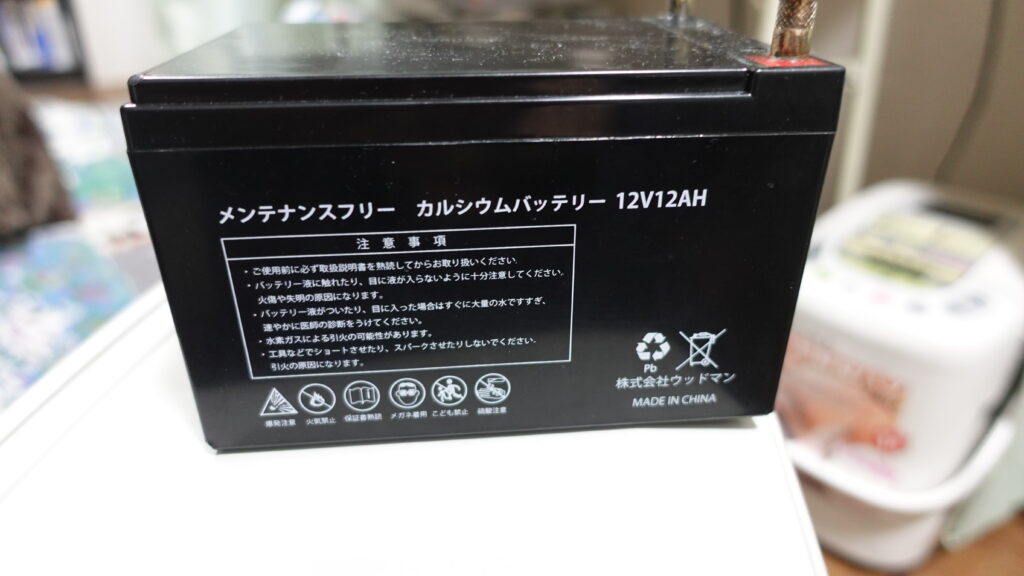 メンテナンスフリー カルシウムバッテリー 12V12AH
注意事項
・ご使用前に必ず取扱説明書を熟読してからお取り扱いください.
・バッテリー液に触れたり、目に液が入らないように十分注意してください.
火傷や失明の原因になります。
・バッテリー液がついたり、目に入った場合はすぐに大量の水ですすぎ、
速やかに医師の診断をうけてください。
・水素ガスによる引火の可能性があります。
・工具などでショートさせたり、スパークさせたりしないでください.
引火の原因になります。
爆発注意 火気禁止 保証書熟読 メガネ着用 こども禁止 硫酸注意
Pb
株式会社ウッドマン
MADE IN CHINA